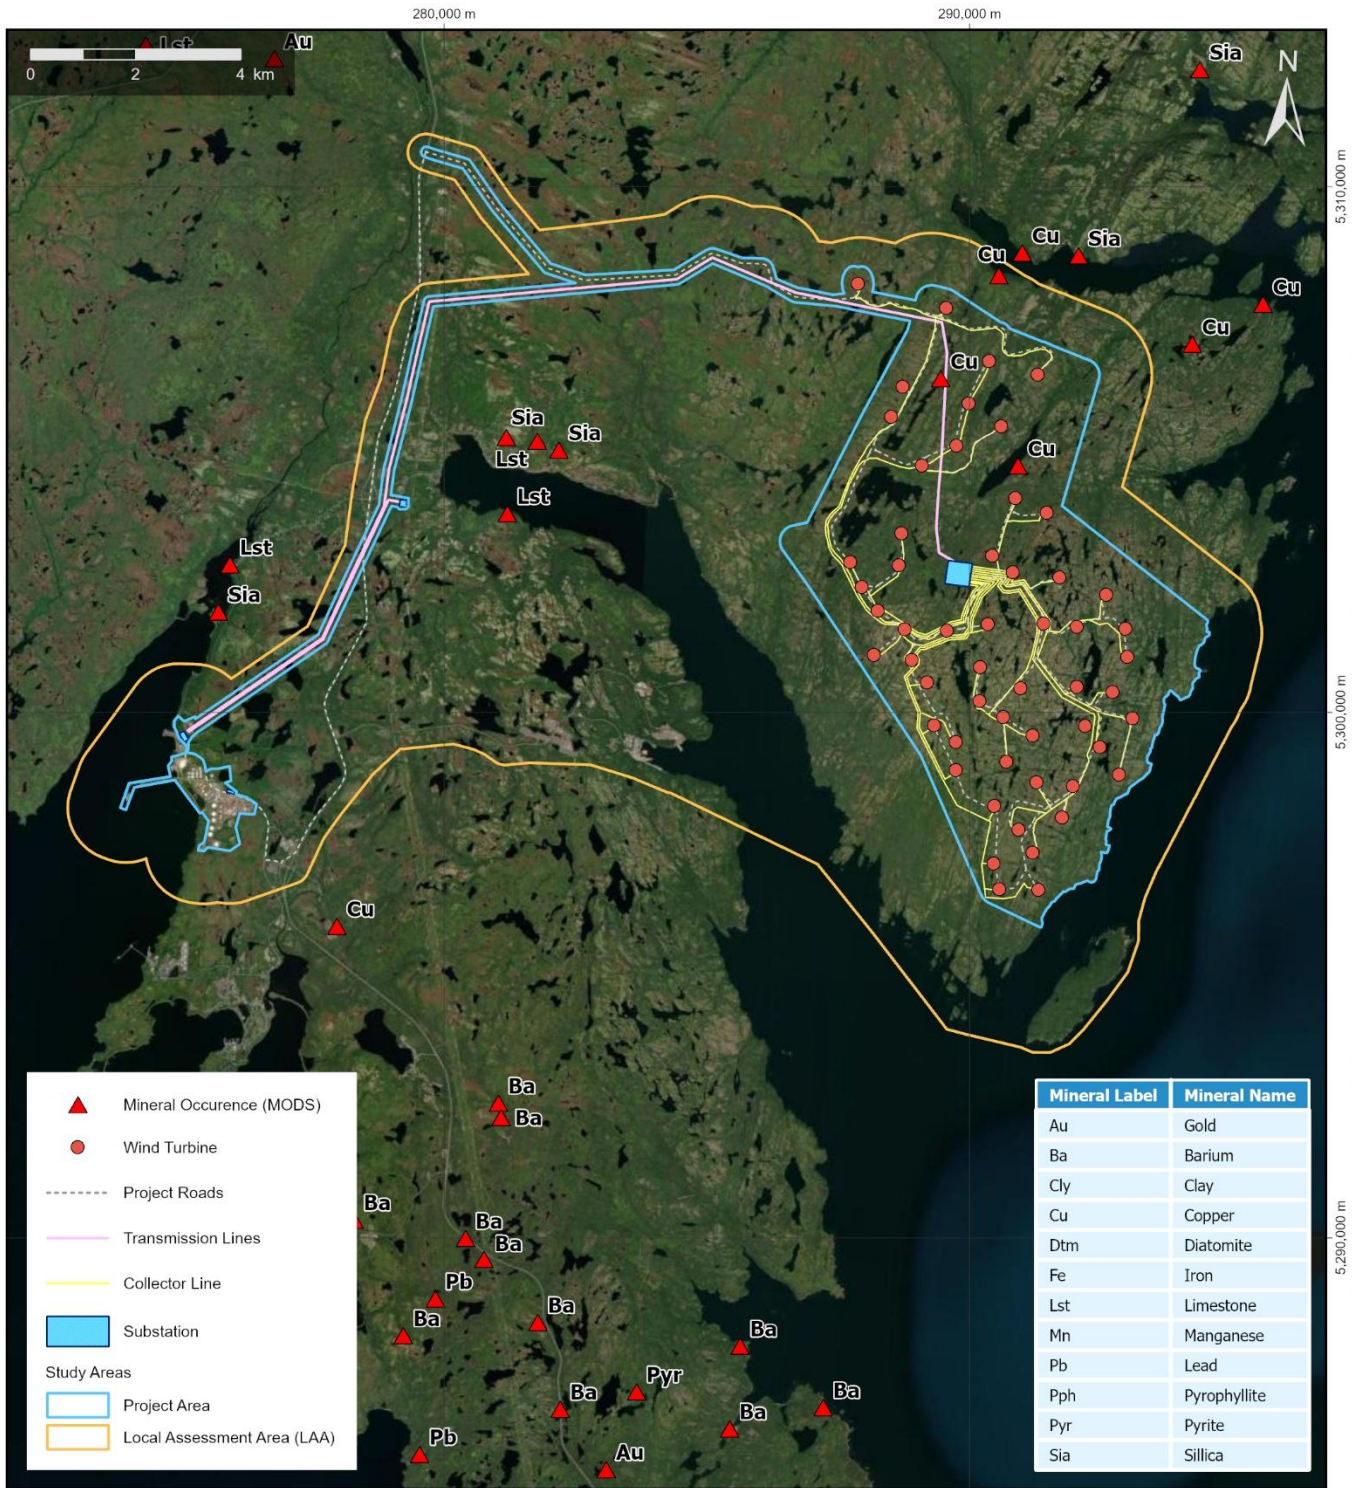 280,000 m
290,000 m
Lst
Au
0 2 4 km
Sia
N
5,310,000 m
Cu
Cu
Sia
Cu
Cu
Cu
Sia
Sia
Lst
Cu
Lst
Lst
Sia
5,300,000 m
Cu
Ba
Ba
Ba
Ba
Ba
5,290,000 m
Pb
Ba
Ba
Ba
Pyr
Ba
Ba
Ba
Pb
Au
Mineral Occurence (MODS)
Wind Turbine
Project Roads
Transmission Lines
Collector Line
Substation
Study Areas
Project Area
Local Assessment Area (LAA)
Mineral Label Mineral Name
Au Gold
Ba Barium
Cly Clay
Cu Copper
Dtm Diatomite
Fe Iron
Lst Limestone
Mn Manganese
Pb Lead
Pph Pyrophyllite
Pyr Pyrite
Sia Sillica